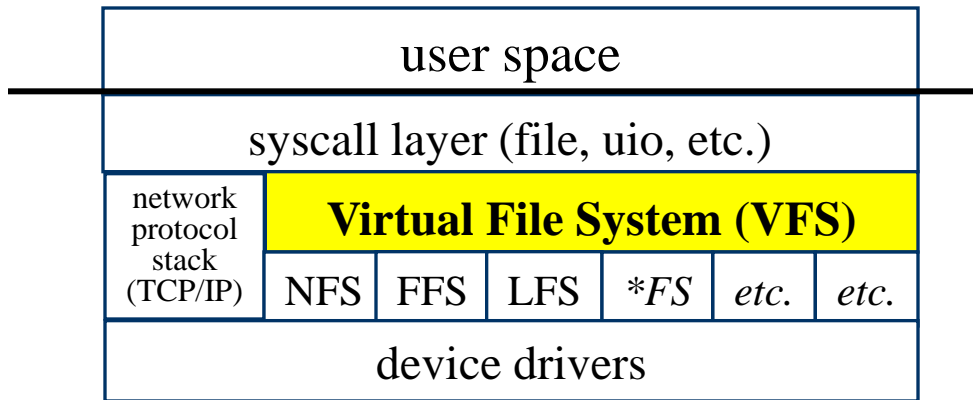 user space
syscall layer (file, uio, etc.)
network
protocol
stack
(TCP/IP)
Virtual File System (VFS)
NFS
FFS
LFS
*FS
etc.
etc.
device drivers